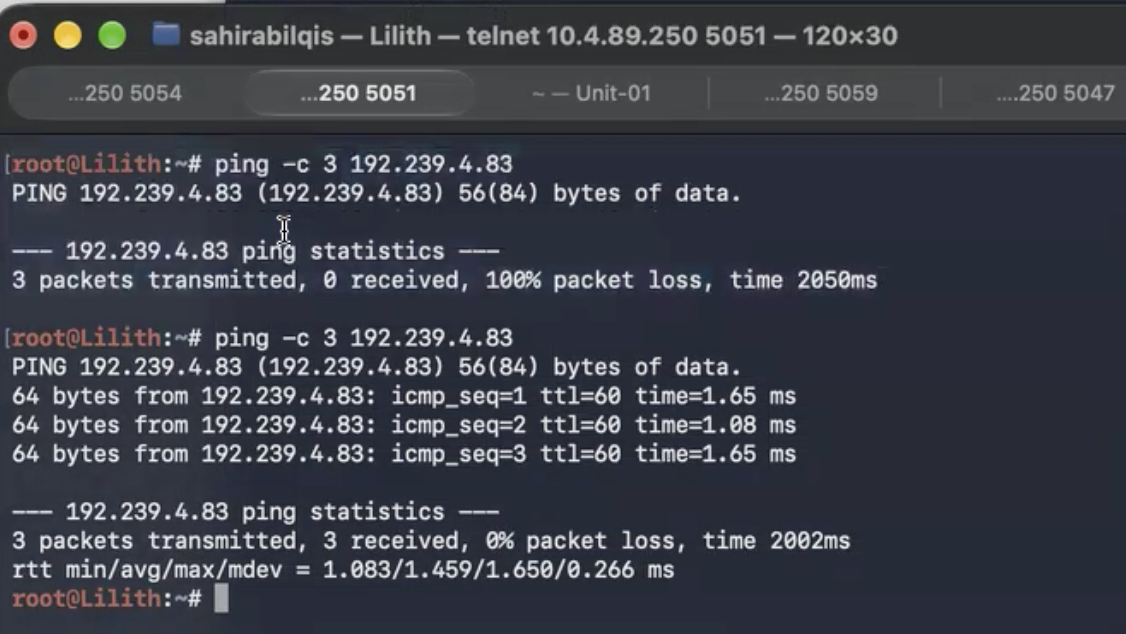 sahirabilqis — Lilith — telnet 10.4.89.250 5051 — 120×30
...250 5054 ...250 5051 ~ — Unit-01 ...250 5059 ....250 5047
[root@Lilith:~# ping -c 3 192.239.4.83
PING 192.239.4.83 (192.239.4.83) 56(84) bytes of data.
--- 192.239.4.83 ping statistics ---
3 packets transmitted, 0 received, 100% packet loss, time 2050ms
[root@Lilith:~# ping -c 3 192.239.4.83
PING 192.239.4.83 (192.239.4.83) 56(84) bytes of data.
64 bytes from 192.239.4.83: icmp_seq=1 ttl=60 time=1.65 ms
64 bytes from 192.239.4.83: icmp_seq=2 ttl=60 time=1.08 ms
64 bytes from 192.239.4.83: icmp_seq=3 ttl=60 time=1.65 ms
--- 192.239.4.83 ping statistics ---
3 packets transmitted, 3 received, 0% packet loss, time 2002ms
rtt min/avg/max/mdev = 1.083/1.459/1.650/0.266 ms
root@Lilith:~#